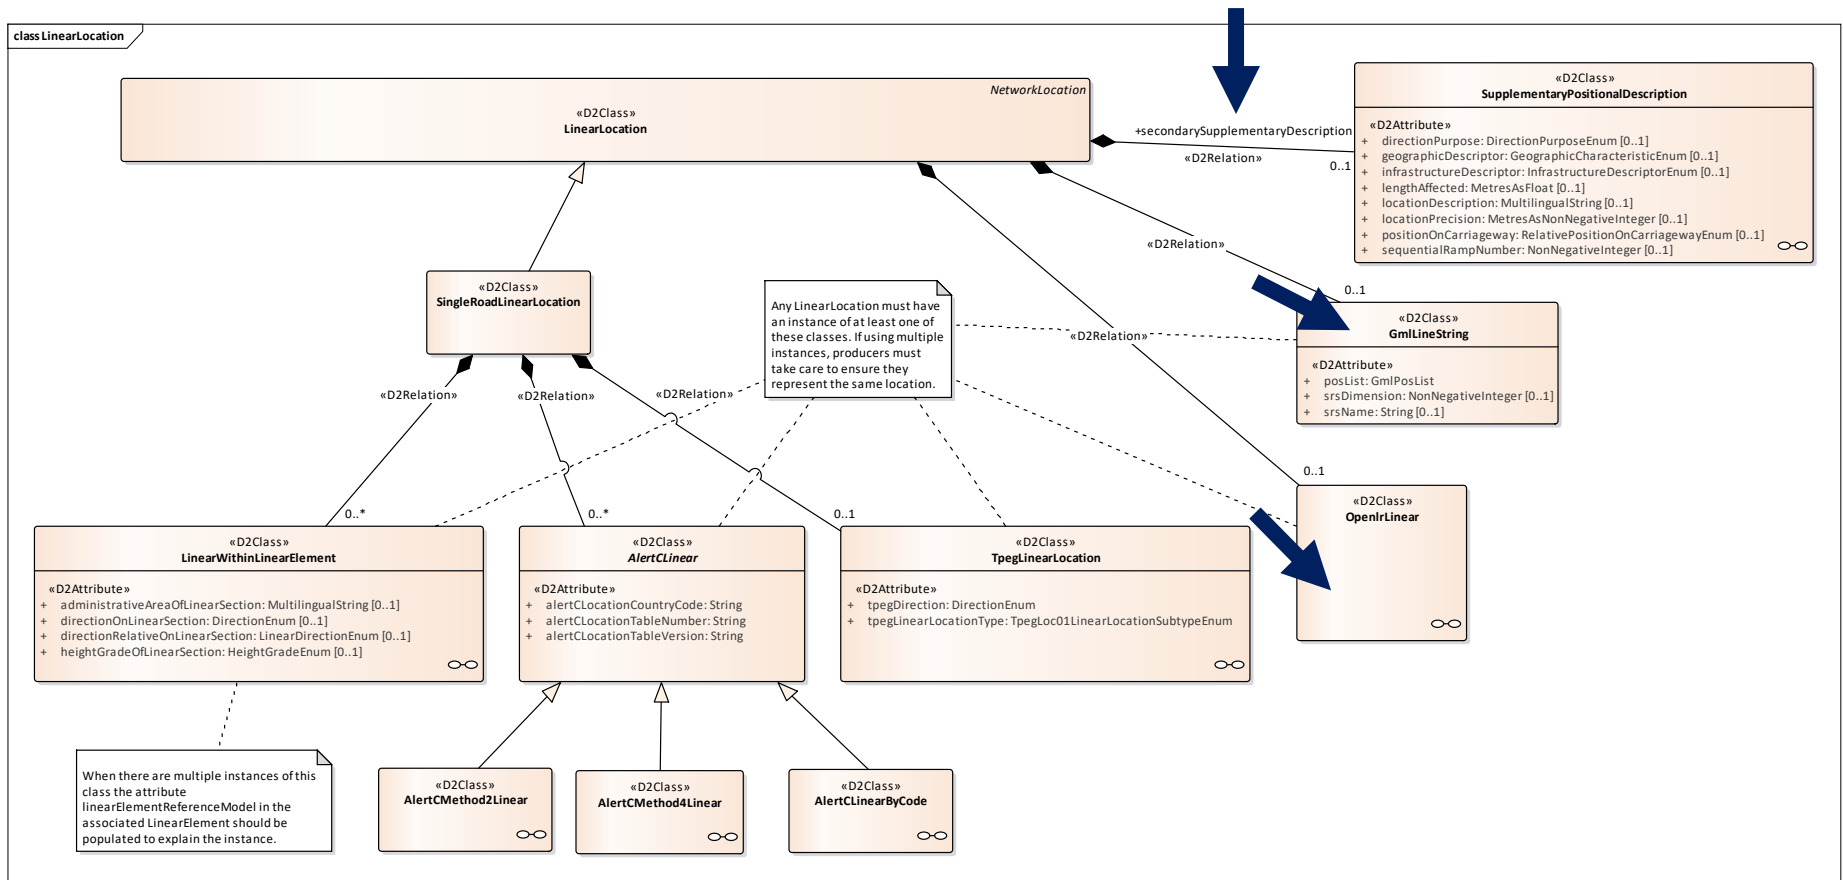 class LinearLocation
NetworkLocation
«D2Class»
LinearLocation
+secondarySupplementaryDescription
«D2Relation»
0..1
«D2Class»
SupplementaryPositionalDescription
«D2Attribute»
+ directionPurpose: DirectionPurposeEnum [0..1]
+ geographicDescriptor: GeographicCharacteristicEnum [0..1]
+ infrastructureDescriptor: InfrastructureDescriptorEnum [0..1]
+ lengthAffected: MetresAsFloat [0..1]
+ locationDescription: MultilingualString [0..1]
+ locationPrecision: MetresAsNonNegativeInteger [0..1]
+ positionOnCarriageway: RelativePositionOnCarriagewayEnum [0..1]
+ sequentialRampNumber: NonNegativeInteger [0..1]
«D2Relation»
0..1
«D2Class»
SingleRoadLinearLocation
Any LinearLocation must have
an instance of at least one of
these classes. If using multiple
instances, producers must
take care to ensure they
represent the same location.
«D2Relation»
«D2Class»
GmlLineString
«D2Attribute»
+ posList: GmlPosList
+ srsDimension: NonNegativeInteger [0..1]
+ srsName: String [0..1]
«D2Relation»
«D2Relation»
«D2Relation»
0..1
«D2Class»
OpenlrLinear
0..*
0..*
0..1
«D2Class»
LinearWithinLinearElement
«D2Attribute»
+ administrativeAreaOfLinearSection: MultilingualString [0..1]
+ directionOnLinearSection: DirectionEnum [0..1]
+ directionRelativeOnLinearSection: LinearDirectionEnum [0..1]
+ heightGradeOfLinearSection: HeightGradeEnum [0..1]
«D2Class»
AlertCLinear
«D2Attribute»
+ alertCLocationCountryCode: String
+ alertCLocationTableNumber: String
+ alertCLocationTableVersion: String
«D2Class»
TpegLinearLocation
«D2Attribute»
+ tpegDirection: DirectionEnum
+ tpegLinearLocationType: TpegLoc01LinearLocationSubtypeEnum
When there are multiple instances of this
class the attribute
linearElementReferenceModel in the
associated LinearElement should be
populated to explain the instance.
«D2Class»
AlertCMethod2Linear
«D2Class»
AlertCMethod4Linear
«D2Class»
AlertCLinearByCode